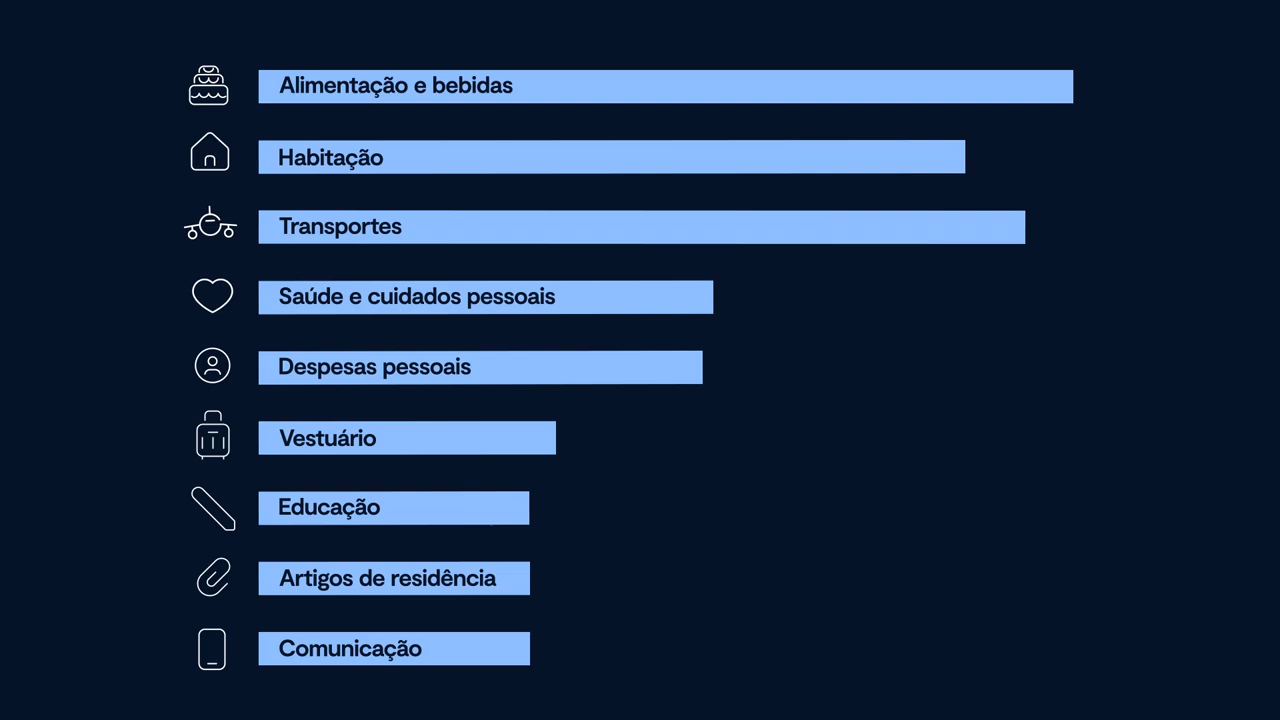 Alimentação e bebidas
Habitação
Transportes
Saúde e cuidados pessoais
Despesas pessoais
Vestuário
Educação
Artigos de residência
Comunicação